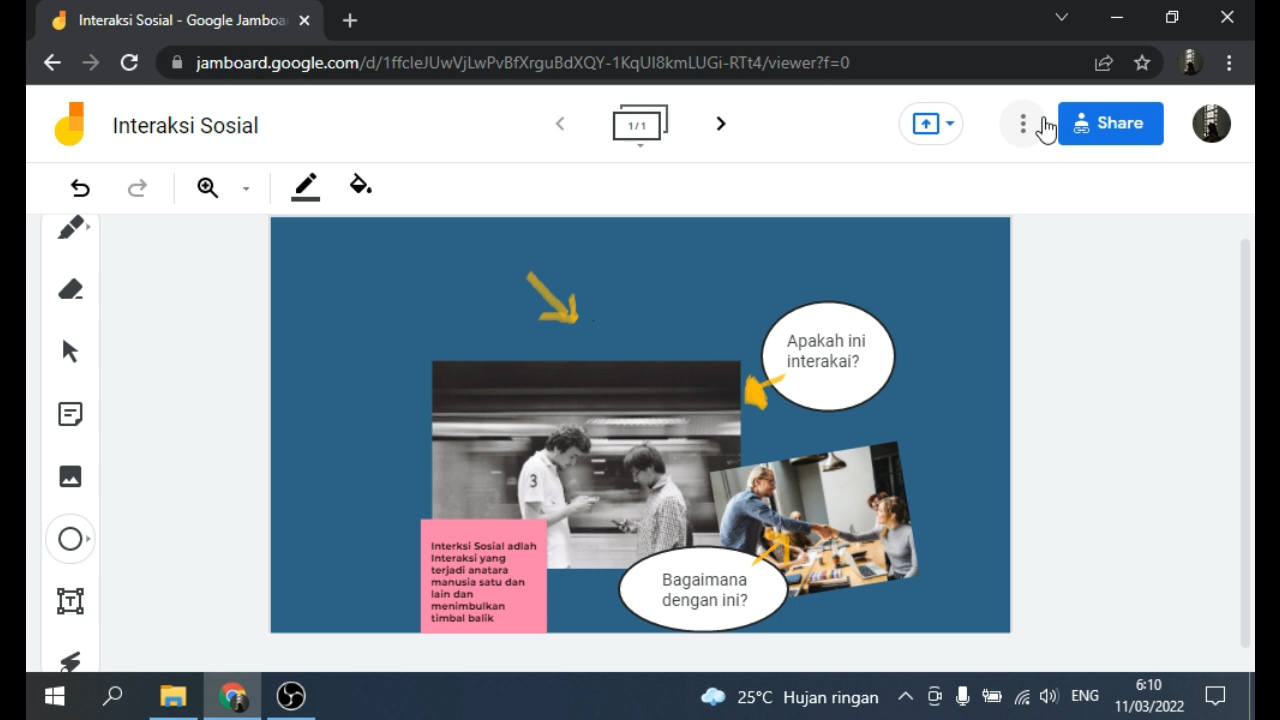 Interaksi Sosial - Google Jamboa
jamboard.google.com/d/1ffcleJUwVjLwPvBfXrguBdXQY-1KqUI8kmLUGi-RTt4/viewer?f=0
Interaksi Sosial
1/1
Share
Apakah ini
interakai?
3
Interksi Sosial adlah
Interaksi yang
terjadi anatara
manusia satu dan
lain dan
menimbulkan
timbal balik
Bagaimana
dengan ini?
25°C Hujan ringan
ENG
6:10
11/03/2022